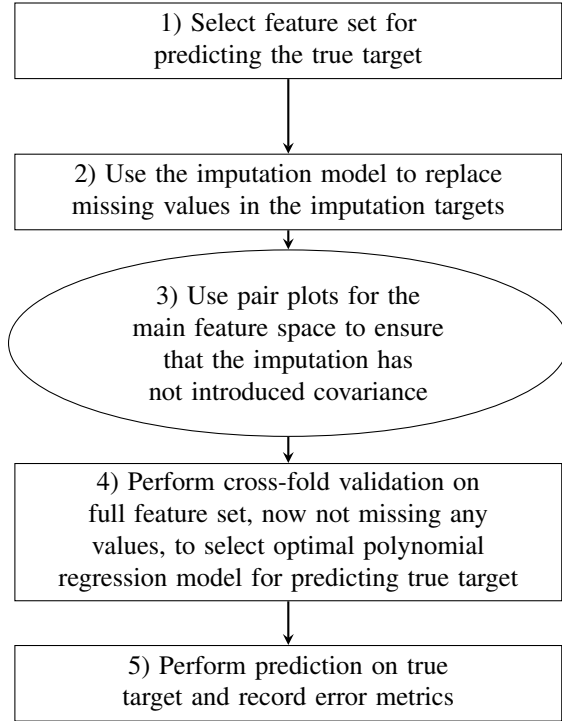 1) Select feature set for
predicting the true target
2) Use the imputation model to replace
missing values in the imputation targets
3) Use pair plots for the
main feature space to ensure
that the imputation has
not introduced covariance
4) Perform cross-fold validation on
full feature set, now not missing any
values, to select optimal polynomial
regression model for predicting true target
5) Perform prediction on true
target and record error metrics